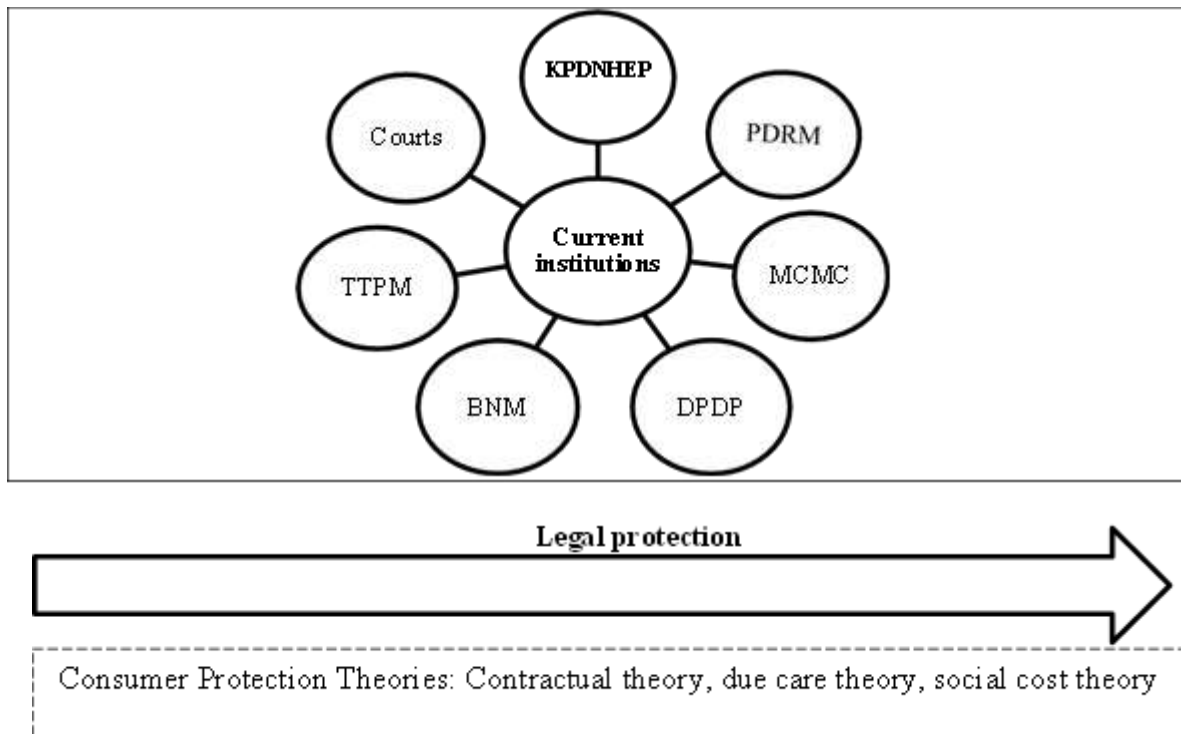 KPDNHEP
Courts
PDRM
Current
institutions
TTPM
MCMC
BNM
DPDP
Legal protection
Consumer Protection Theories: Contractual theory, due care theory, social cost theory